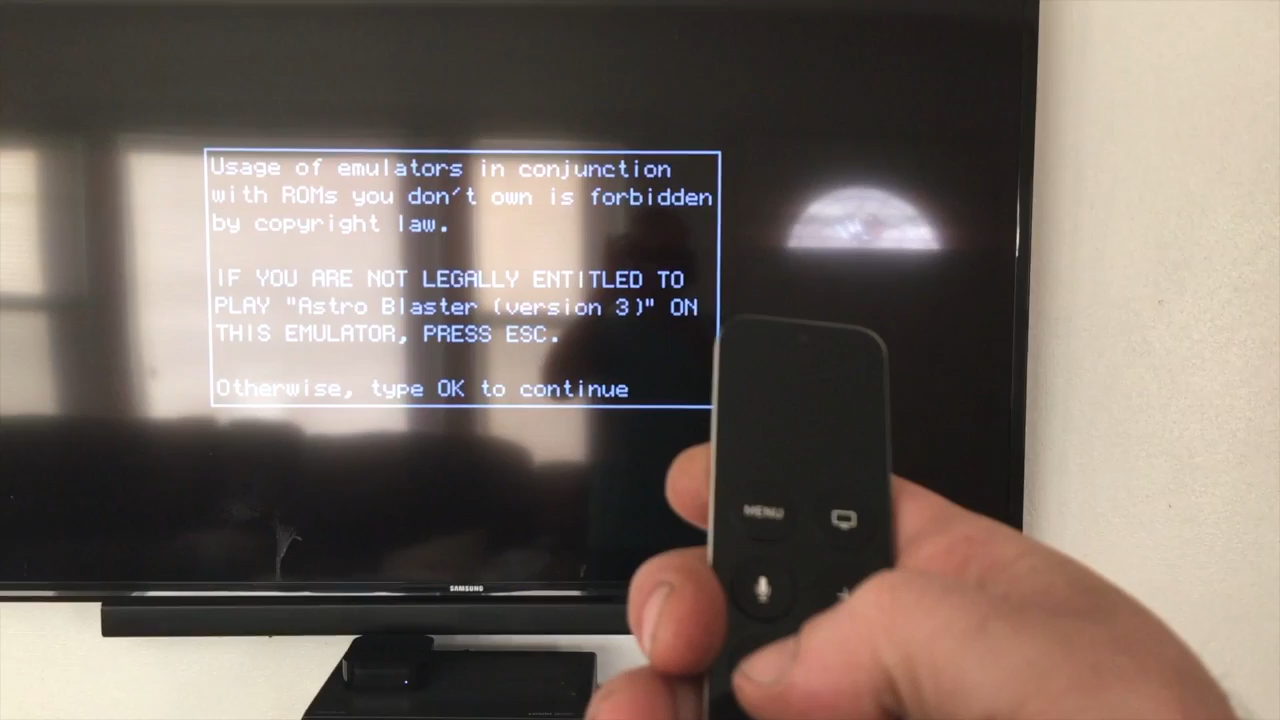 Usage of emulators in conjunction
with ROMs you don't own is forbidden
by copyright law.
IF YOU ARE NOT LEGALLY ENTITLED TO
PLAY "Astro Blaster (version 3)" ON
THIS EMULATOR, PRESS ESC.
Otherwise, type OK to continue
MENU
SAMSUNG